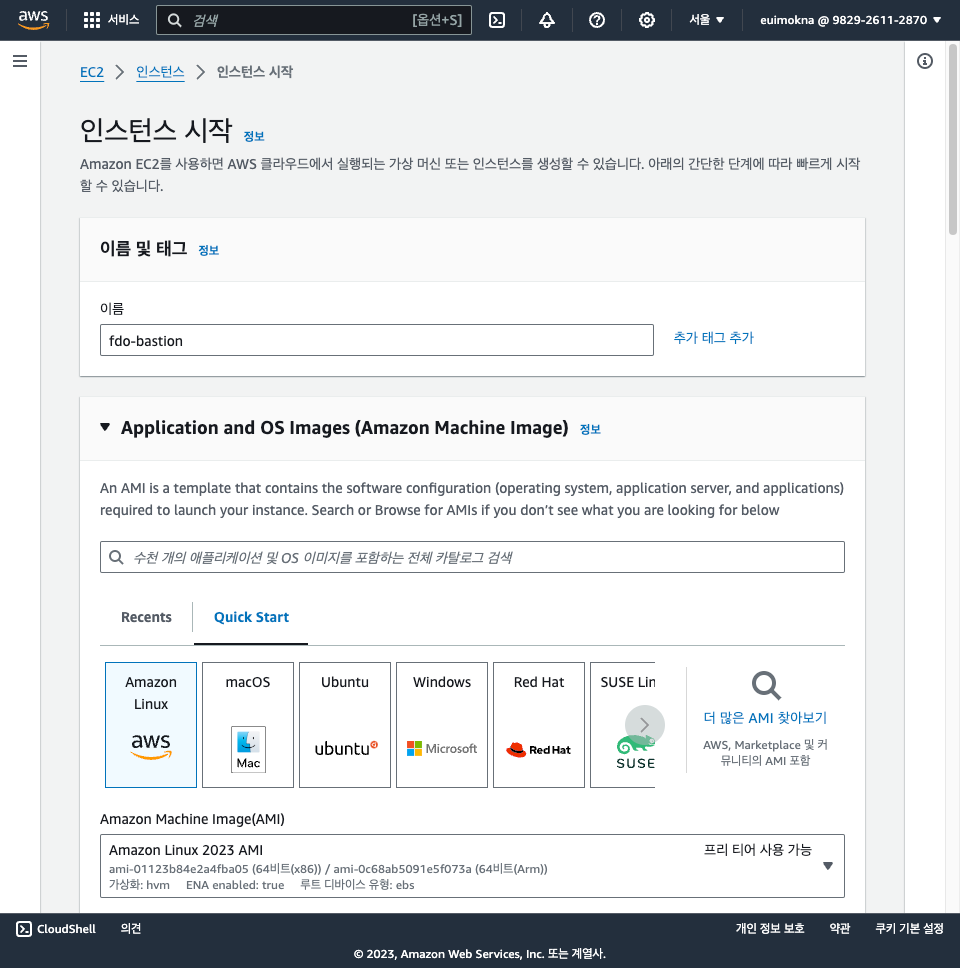 aws
서비스
검색
[옵션+S]
서울
euimokna @ 9829-2611-2870
EC2
인스턴스
인스턴스 시작
인스턴스 시작 정보
Amazon EC2를 사용하면 AWS 클라우드에서 실행되는 가상 머신 또는 인스턴스를 생성할 수 있습니다. 아래의 간단한 단계에 따라 빠르게 시작
할 수 있습니다.
이름 및 태그 정보
이름
fdo-bastion
추가 태그 추가
Application and OS Images (Amazon Machine Image) 정보
An AMI is a template that contains the software configuration (operating system, application server, and applications)
required to launch your instance. Search or Browse for AMIs if you don’t see what you are looking for below
수천 개의 애플리케이션 및 OS 이미지를 포함하는 전체 카탈로그 검색
Recents
Quick Start
Amazon
Linux
aws
macOS
Mac
Ubuntu
ubuntu
Windows
Microsoft
Red Hat
Red Hat
SUSE Lin
SUSE
더 많은 AMI 찾아보기
AWS, Marketplace 및 커
뮤니티의 AMI 포함
Amazon Machine Image(AMI)
Amazon Linux 2023 AMI
프리 티어 사용 가능
ami-01123b84e2a4fba05 (64비트(x86)) / ami-0c68ab5091e5f073a (64비트(Arm))
가상화: hvm ENA enabled: true 루트 디바이스 유형: ebs
CloudShell
의견
개인 정보 보호
약관
쿠키 기본 설정
© 2023, Amazon Web Services, Inc. 또는 계열사.